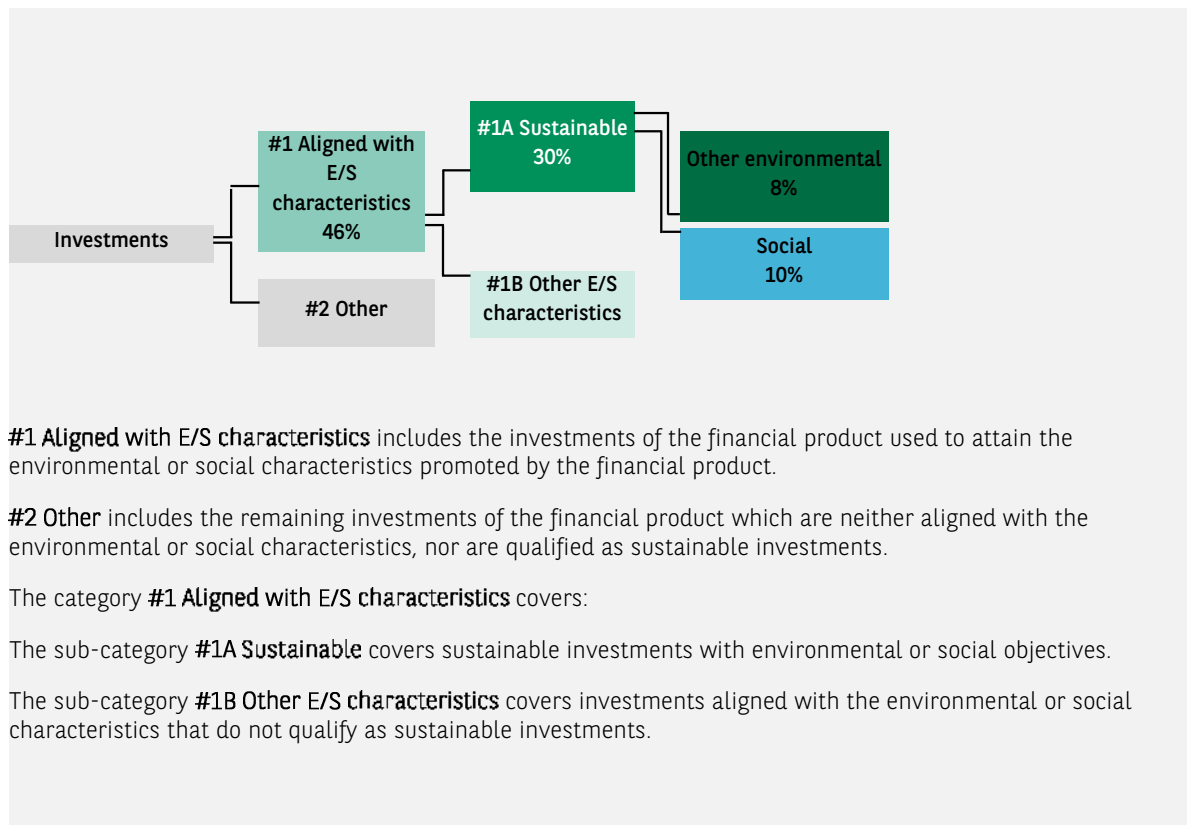 #1A Sustainable
30%
#1 Aligned with
E/S
characteristics
46%
Other environmental
8%
Investments
Social
10%
#1B Other E/S
characteristics
#2 Other
#1 Aligned with E/S characteristics includes the investments of the financial product used to attain the
environmental or social characteristics promoted by the financial product.
#2 Other includes the remaining investments of the financial product which are neither aligned with the
environmental or social characteristics, nor are qualified as sustainable investments.
The category #1 Aligned with E/S characteristics covers:
The sub-category #1A Sustainable covers sustainable investments with environmental or social objectives.
The sub-category #1B Other E/S characteristics covers investments aligned with the environmental or social
characteristics that do not qualify as sustainable investments.